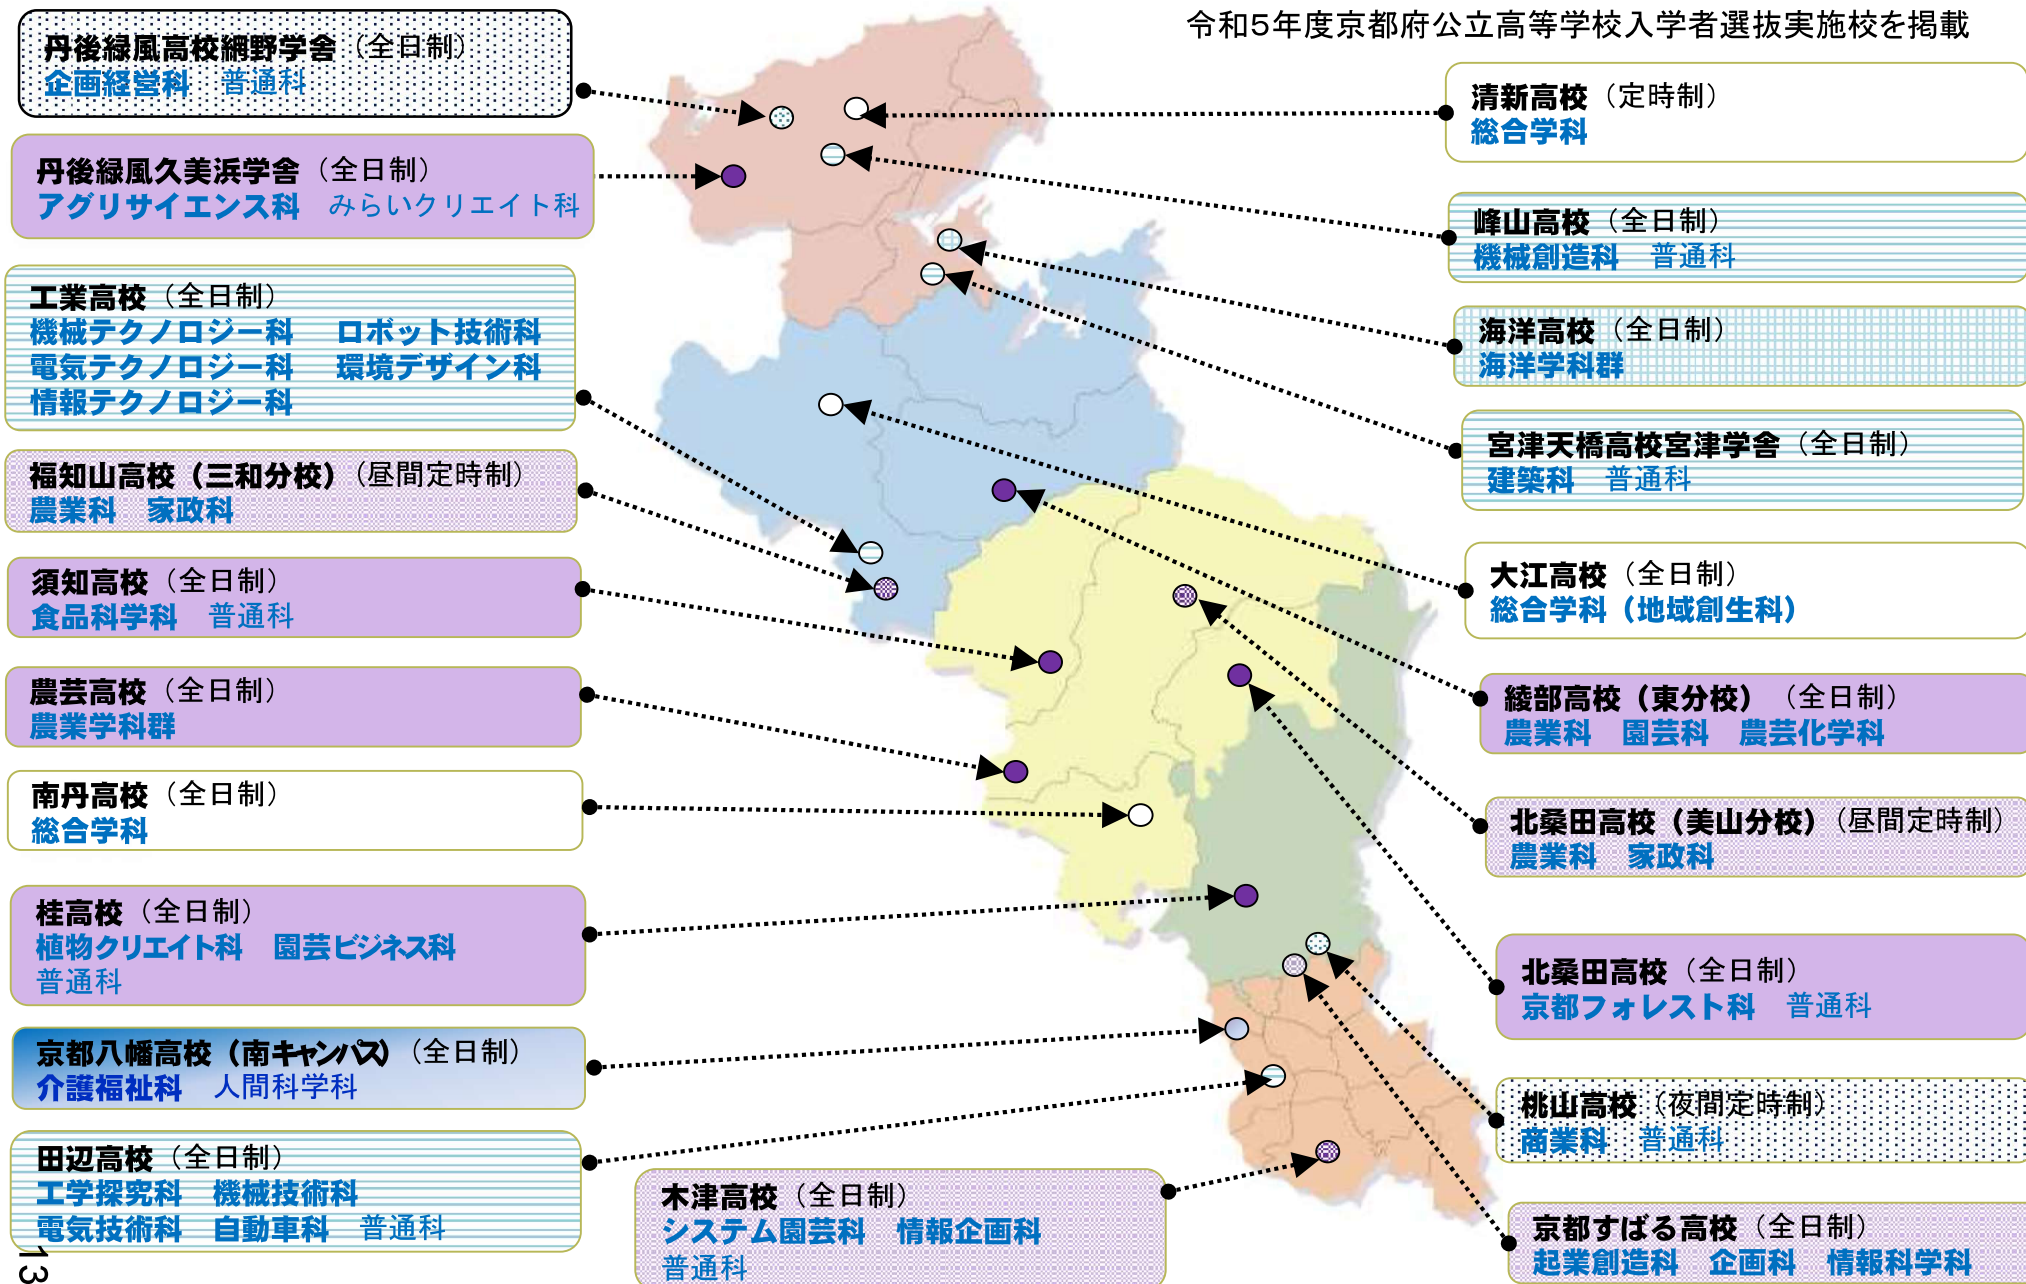 令和5年度京都府公立高等学校入学者選抜実施校を掲載
丹後緑風高校網野学舎（全日制）
企画経営科　普通科
丹後緑風久美浜学舎（全日制）
アグリサイエンス科　みらいクリエイト科
工業高校（全日制）
機械テクノロジー科　ロボット技術科
電気テクノロジー科　環境デザイン科
情報テクノロジー科
福知山高校（三和分校）（昼間定時制）
農業科　家政科
須知高校（全日制）
食品科学科　普通科
農芸高校（全日制）
農業学科群
南丹高校（全日制）
総合学科
桂高校（全日制）
植物クリエイト科　園芸ビジネス科
普通科
京都八幡高校（南キャンパス）（全日制）
介護福祉科　人間科学科
田辺高校（全日制）
工学探究科　機械技術科
電気技術科　自動車科　普通科
木津高校（全日制）
システム園芸科　情報企画科
普通科
清新高校（定時制）
総合学科
峰山高校（全日制）
機械創造科　普通科
海洋高校（全日制）
海洋学科群
宮津天橋高校宮津学舎（全日制）
建築科　普通科
大江高校（全日制）
総合学科（地域創生科）
綾部高校（東分校）（全日制）
農業科　園芸科　農芸化学科
北桑田高校（美山分校）（昼間定時制）
農業科　家政科
北桑田高校（全日制）
京都フォレスト科　普通科
桃山高校（夜間定時制）
商業科　普通科
京都すばる高校（全日制）
起業創造科　企画科　情報科学科
13